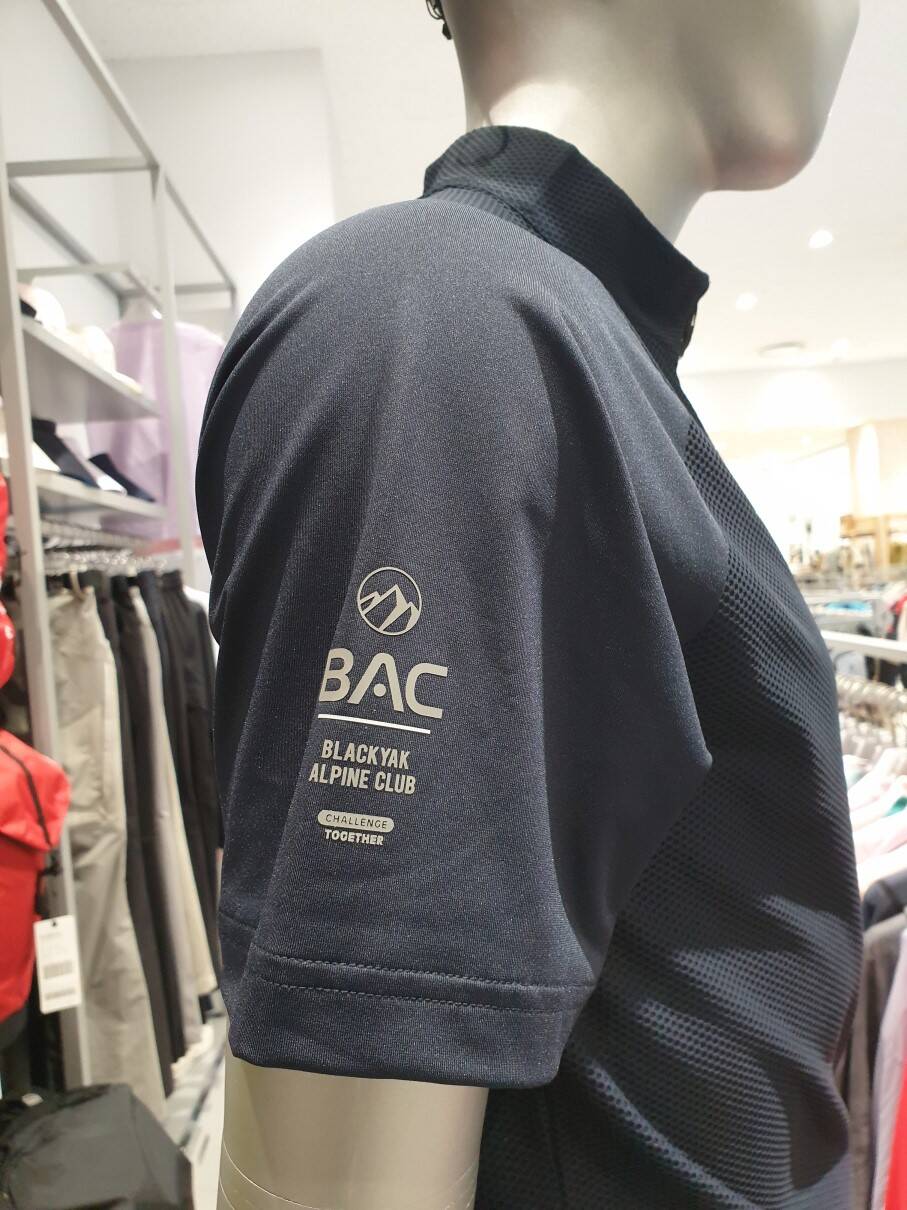 BAC
BLACKYAK
ALPINE CLUB
CHALLENGE
TOGETHER